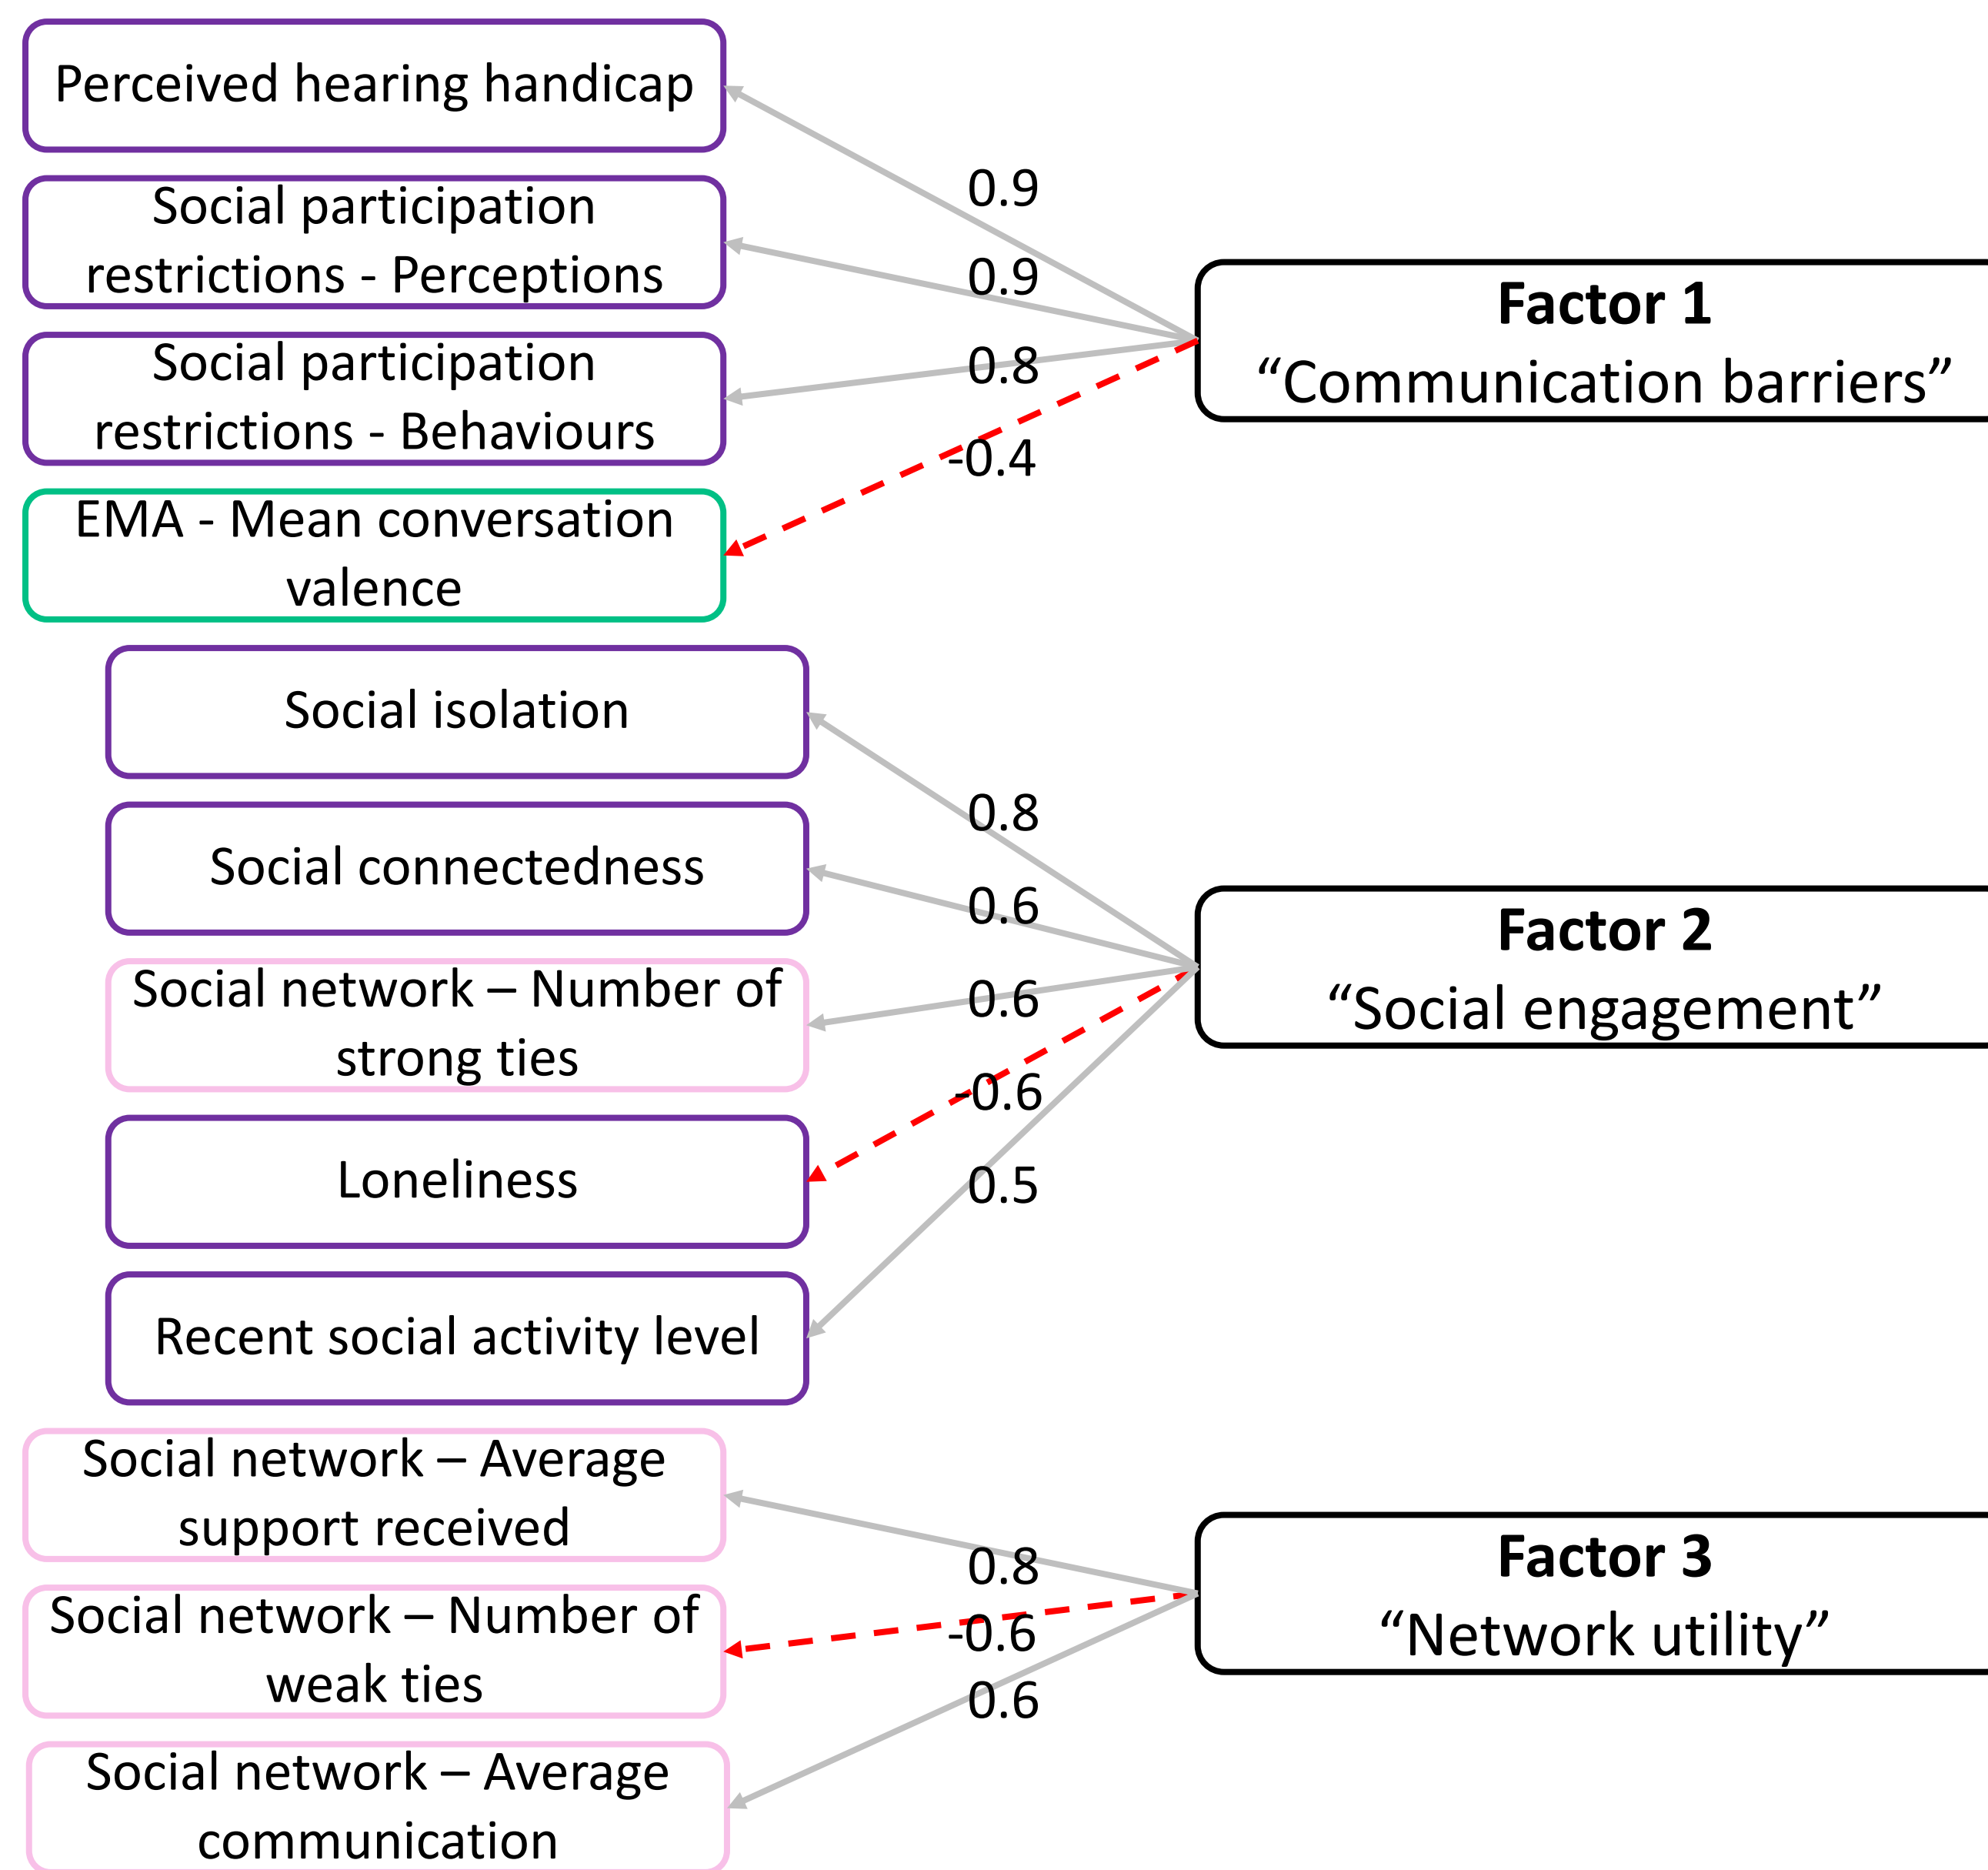 Perceived hearing handicap
Social participation
restrictions - Perceptions
Social participation
restrictions - Behaviours
EMA - Mean conversation
valence
0.9
0.9
0.8
-0.4
Factor 1
“Communication barriers”
Social isolation
Social connectedness
Social network – Number of
strong ties
Loneliness
Recent social activity level
0.8
0.6
0.6
-0.6
0.5
Factor 2
“Social engagement”
Social network – Average
support received
Social network – Number of
weak ties
Social network – Average
communication
0.8
-0.6
0.6
Factor 3
“Network utility”